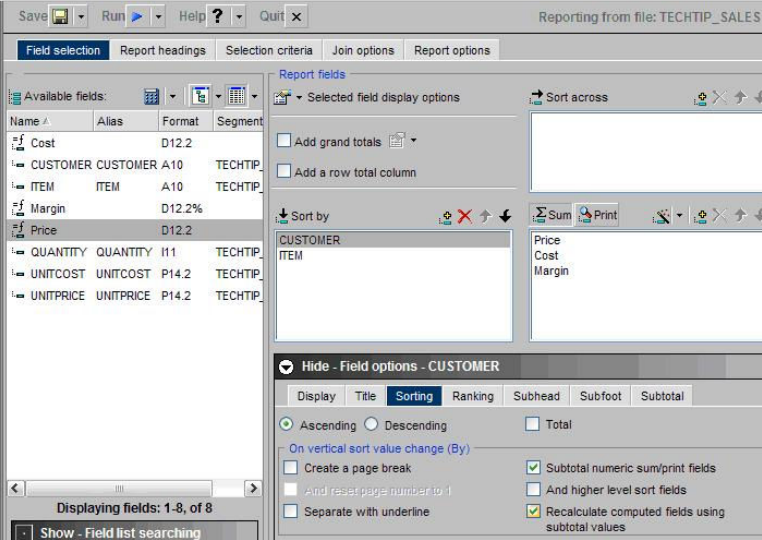 Save Run Help ? Quit x Reporting from file: TECHTIP_SALES
Field selection Report headings Selection criteria Join options Report options
Report fields
Available fields:
Selected field display options
Sort across
Name Alias Format Segment
Cost D12.2
CUSTOMER CUSTOMER A10 TECHTIP_
ITEM ITEM A10 TECHTIP_
Margin D12.2%
Price D12.2
QUANTITY QUANTITY I11 TECHTIP_
UNITCOST UNITCOST P14.2 TECHTIP_
UNITPRICE UNITPRICE P14.2 TECHTIP_
Add grand totals
Add a row total column
Sort by
CUSTOMER
ITEM
Sum Print
Price
Cost
Margin
Hide - Field options - CUSTOMER
Display Title Sorting Ranking Subhead Subfoot Subtotal
Ascending Descending Total
On vertical sort value change (By)
Create a page break
And reset page number to 1
Separate with underline
Subtotal numeric sum/print fields
And higher level sort fields
Recalculate computed fields using
subtotal values
Displaying fields: 1-8, of 8
Show - Field list searching